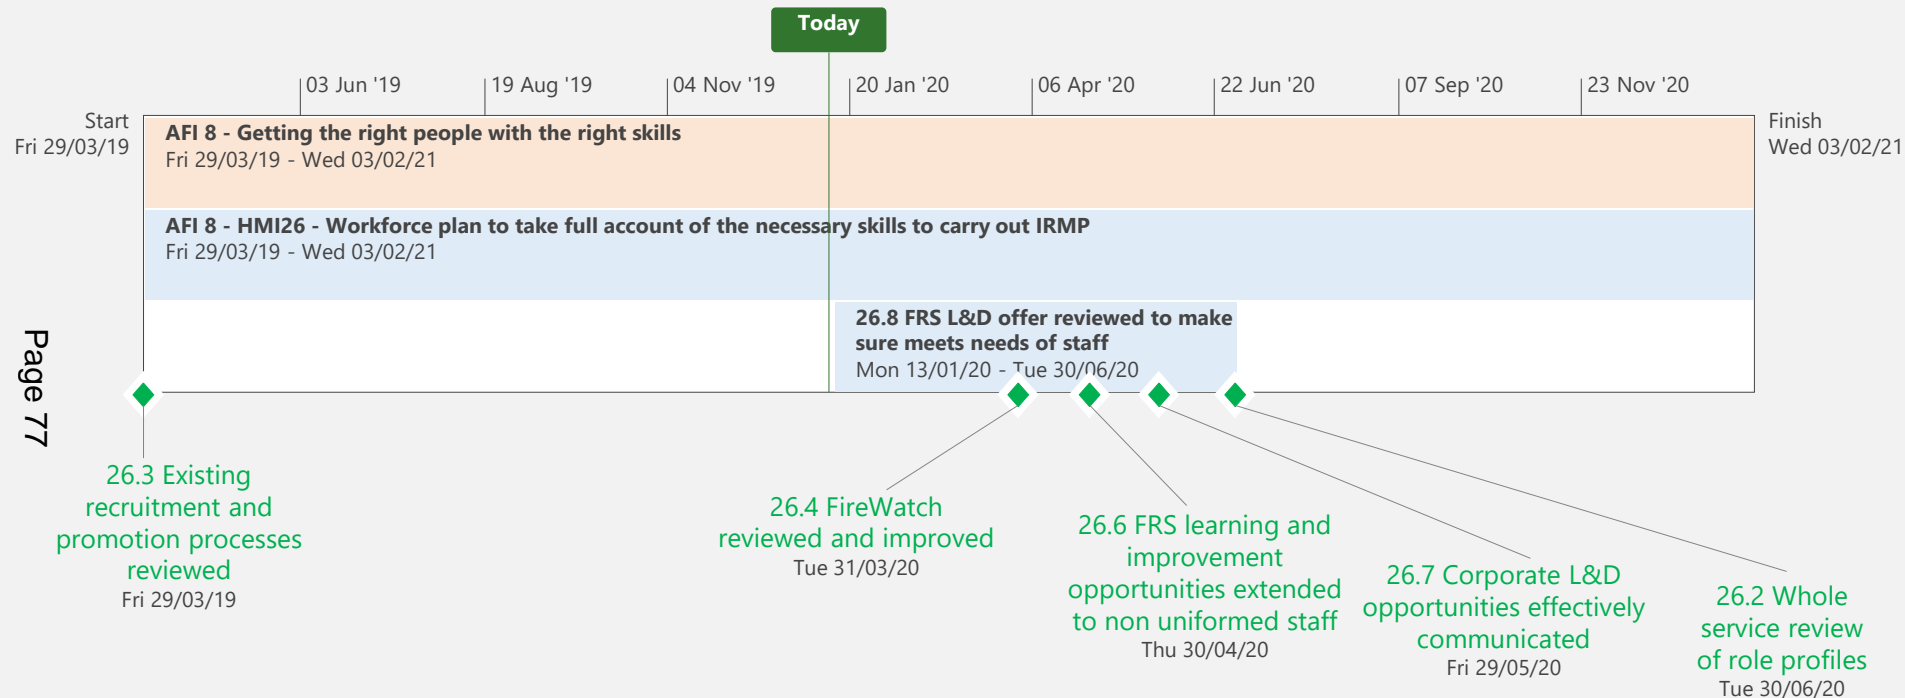 Today
03 Jun '19
19 Aug '19
04 Nov '19
20 Jan '20
06 Apr '20
22 Jun '20
07 Sep '20
23 Nov '20
Start
Fri 29/03/19
Finish
Wed 03/02/21
AFI 8 - Getting the right people with the right skills
Fri 29/03/19 - Wed 03/02/21
AFI 8 - HMI26 - Workforce plan to take full account of the necessary skills to carry out IRMP
Fri 29/03/19 - Wed 03/02/21
26.8 FRS L&D offer reviewed to make
sure meets needs of staff
Mon 13/01/20 - Tue 30/06/20
Page 77
26.3 Existing
recruitment and
promotion processes
reviewed
Fri 29/03/19
26.4 FireWatch
reviewed and improved
Tue 31/03/20
26.6 FRS learning and
improvement
opportunities extended
to non uniformed staff
Thu 30/04/20
26.7 Corporate L&D
opportunities effectively
communicated
Fri 29/05/20
26.2 Whole
service review
of role profiles
Tue 30/06/20